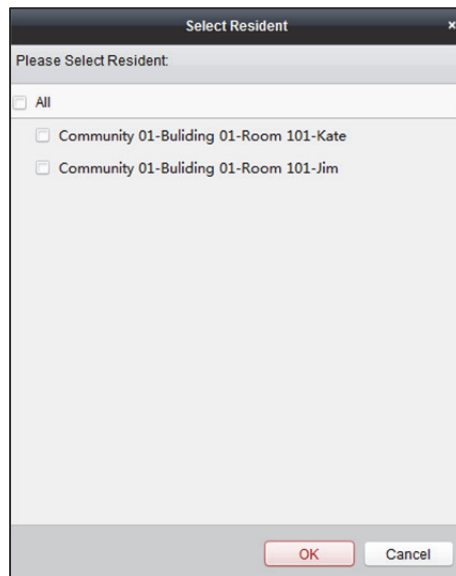 Select Resident ×
Please Select Resident:
All
Community 01-Buliding 01-Room 101-Kate
Community 01-Buliding 01-Room 101-Jim
OK Cancel